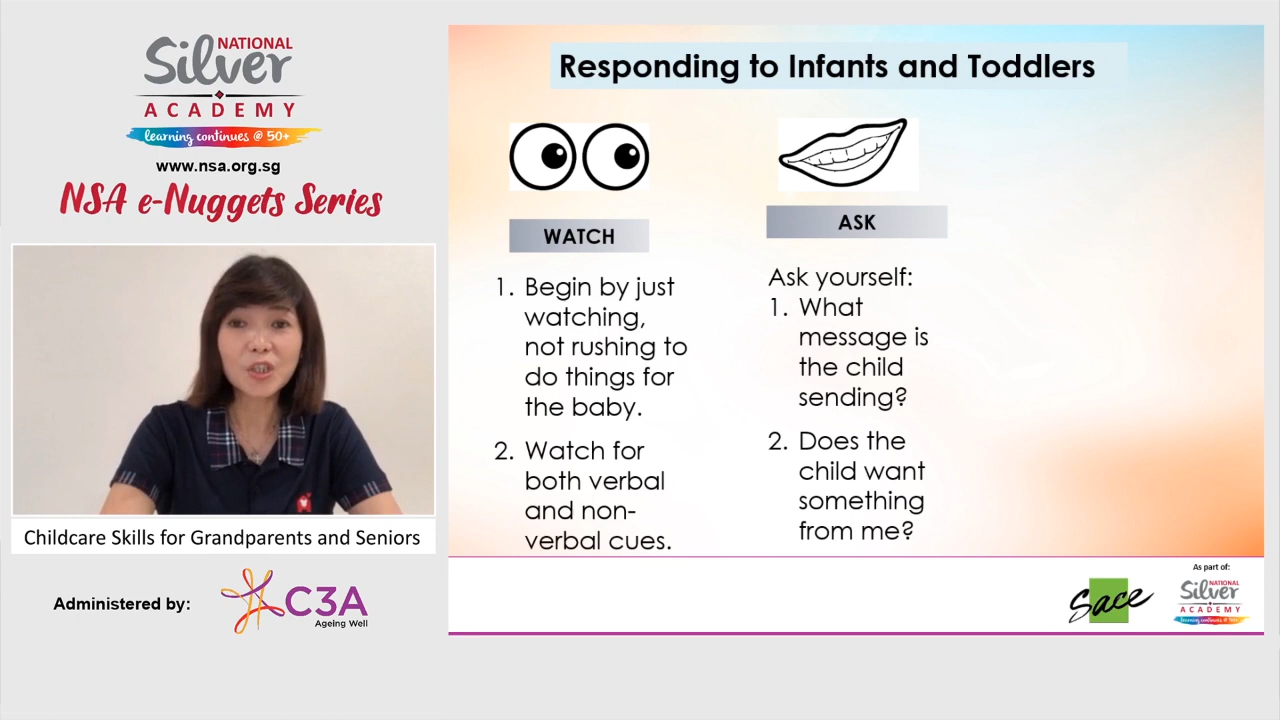 NATIONAL
Silver
ACADEMY
learning continues @ 50+
www.nsa.org.sg
NSA e-Nuggets Series
Childcare Skills for Grandparents and Seniors
Administered by:
C3A
Ageing Well
Responding to Infants and Toddlers
WATCH
1. Begin by just
watching,
not rushing to
do things for
the baby.
2. Watch for
both verbal
and non-
verbal cues.
ASK
Ask yourself:
1. What
message is
the child
sending?
2. Does the
child want
something
from me?
Sace
As part of:
NATIONAL
Silver
ACADEMY
learning continues @ 50+